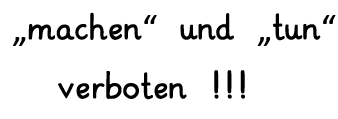 „machen“ und „tun“
verboten !!!